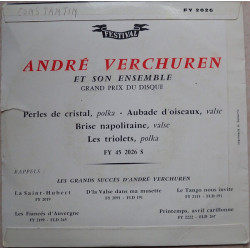 CONSTANTIN
FY 2026
FESTIVAL
ANDRÉ VERCHUREN
ET SON ENSEMBLE
GRAND PRIX DU DISQUE
Perles de cristal, polka - Aubade d'oiseaux, valse
Brise napolitaine, valse
Les triolets, polka
FY 45 2026 S
RAPPELS :
LES GRANDS SUCCÈS D'ANDRÉ VERCHUREN
La Saint-Hubert
D'la Valse dans ma musette
Le Tango nous invite
Les Fiancés d'Auvergne
Printemps, avril carillonne